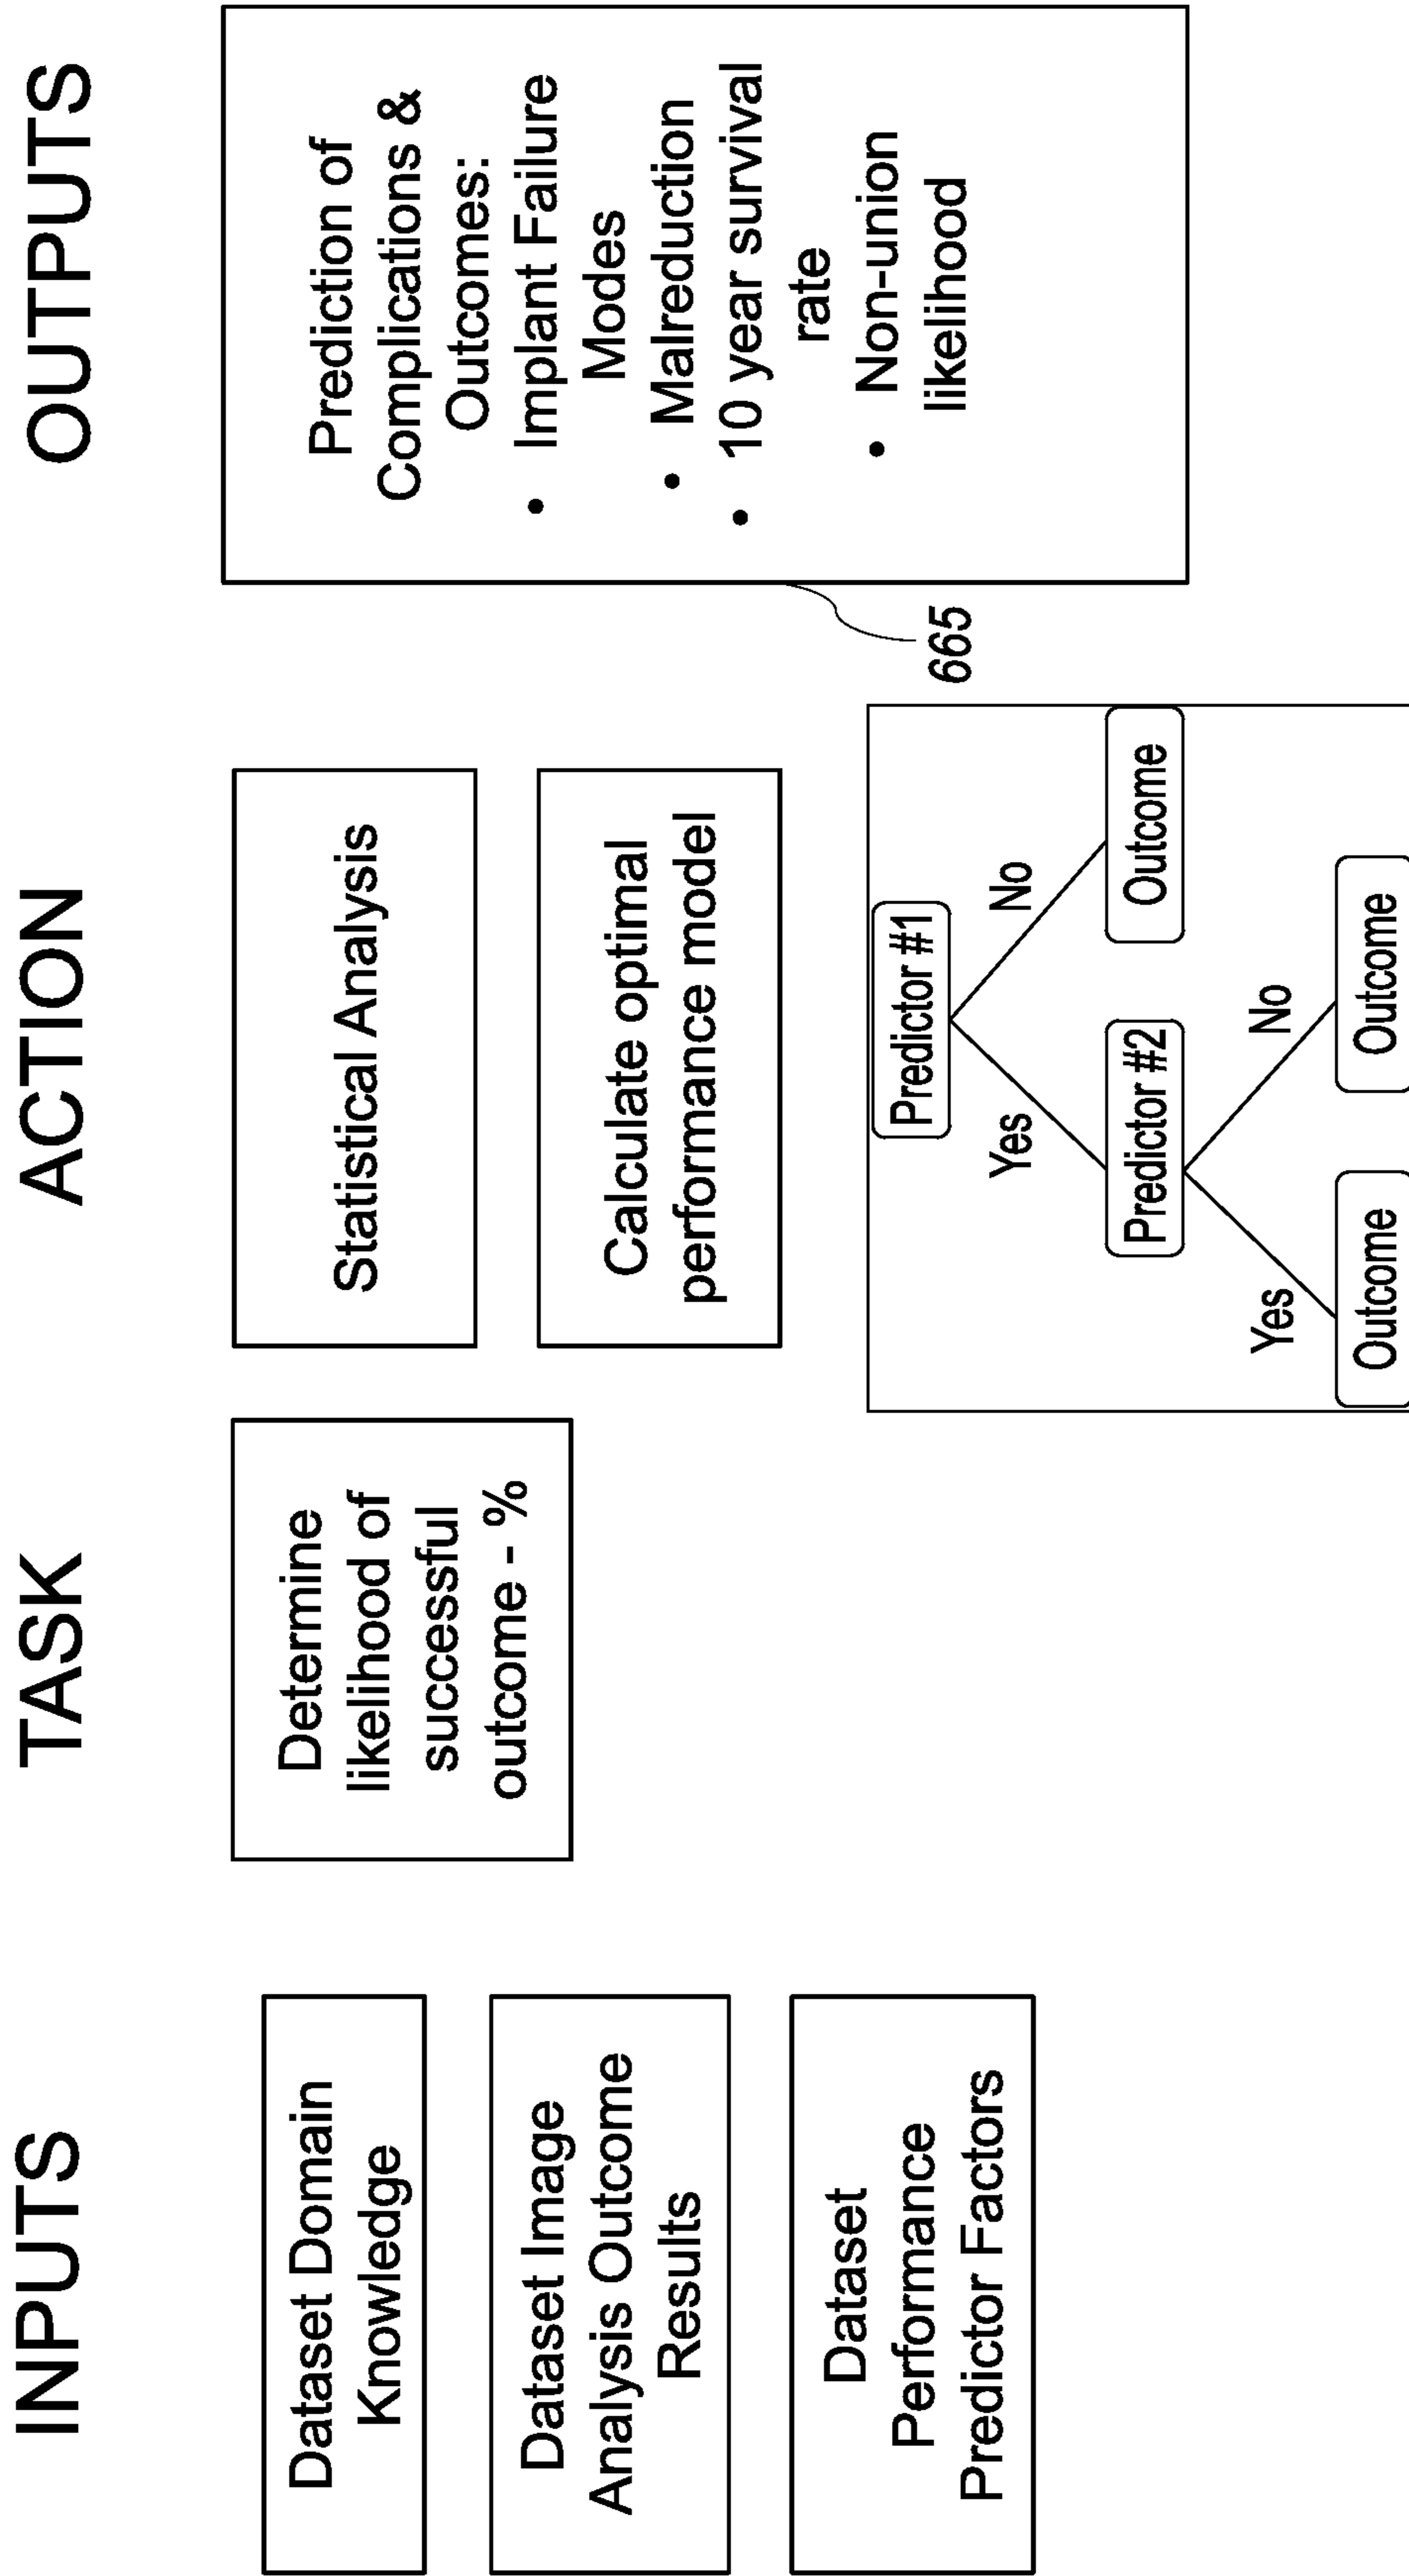 INPUTS
TASK
ACTION
OUTPUTS
Dataset Domain
Knowledge
Dataset Image
Analysis Outcome
Results
Dataset
Performance
Predictor Factors
Determine
likelihood of
successful
outcome - %
Statistical Analysis
Calculate optimal
performance model
Predictor #1
Yes
No
Predictor #2
Outcome
Yes
No
Outcome
Outcome
Prediction of
Complications &
Outcomes:
• Implant Failure
Modes
• Malreduction
• 10 year survival
rate
• Non-union
likelihood
665